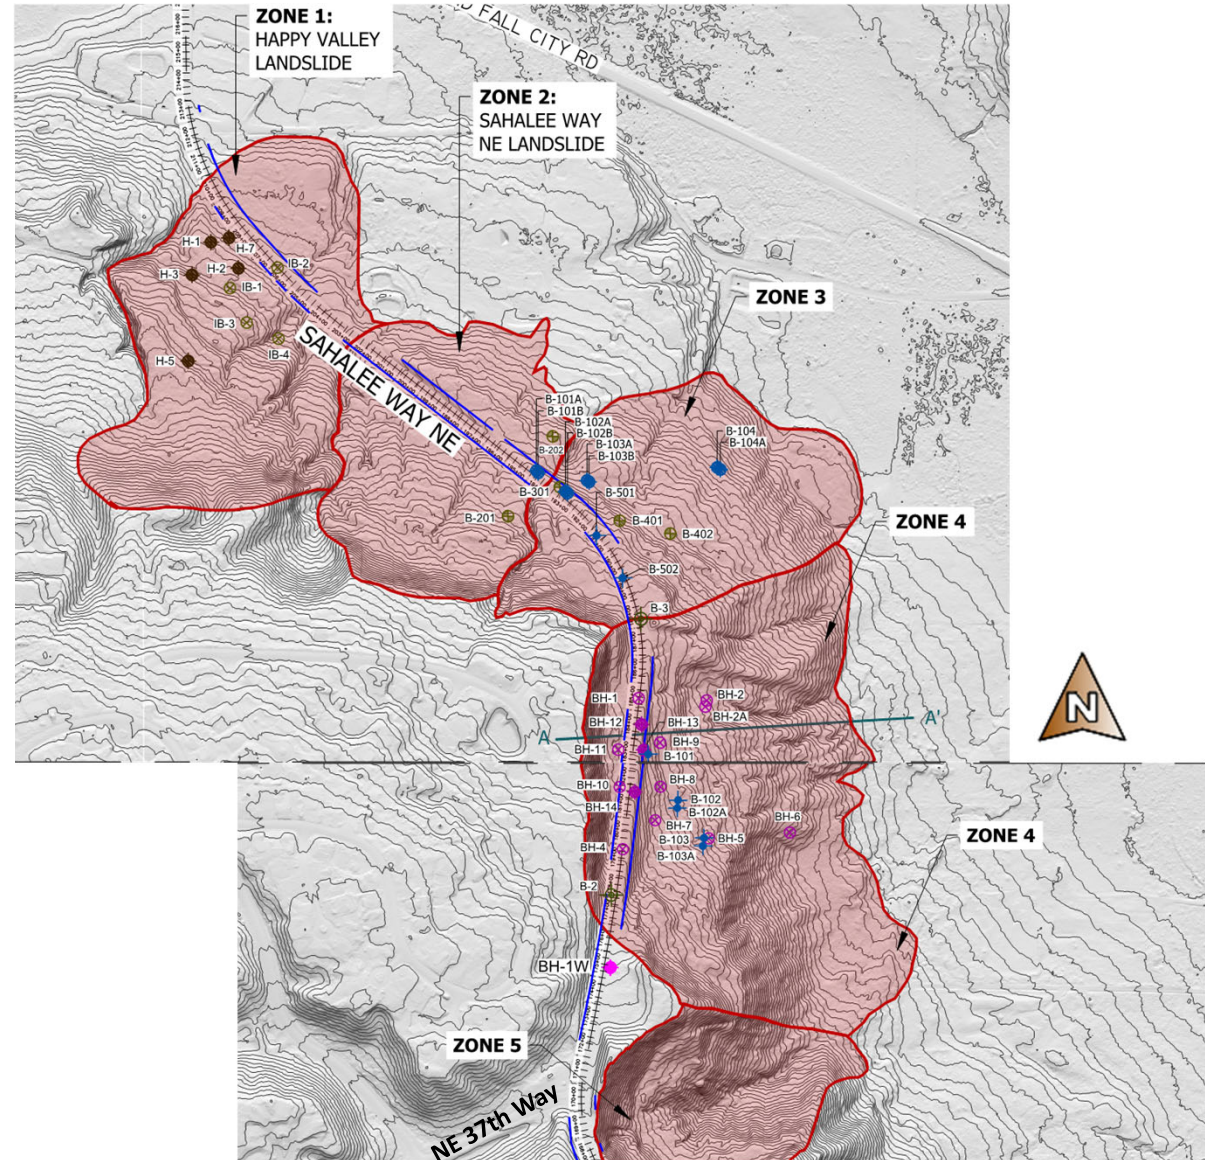 D FALL CITY RD
ZONE 1:
HAPPY VALLEY
LANDSLIDE
ZONE 2:
SAHALEE WAY
NE LANDSLIDE
H-1
H-7
H-3
H-2
IB-2
IB-1
IB-3
IB-4
H-5
ZONE 3
SAHALEE WAY NE
B-101A
B-101B
B-102A
B-102B
B-103A
B-103B
B-202
B-104
B-104A
B-301
B-501
B-201
B-401
B-402
ZONE 4
B-502
B-3
BH-1
BH-2
BH-2A
BH-12
BH-13
A
A'
BH-11
BH-9
B-101
N
BH-10
BH-8
B-102
B-102A
BH-14
BH-7
BH-6
B-103
BH-5
BH-4
B-103A
ZONE 4
B-2
BH-1W
ZONE 5
NE 37th Way